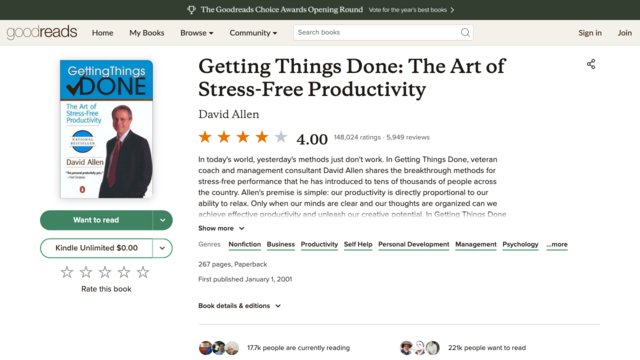 The Goodreads Choice Awards Opening Round Vote for the year's best books
goodreads Home My Books Browse Community Search books Sign in Join
Getting Things Done: The Art of
Stress-Free Productivity
David Allen
4.00 148,024 ratings · 5,949 reviews
In today's world, yesterday's methods just don't work. In Getting Things Done, veteran
coach and management consultant David Allen shares the breakthrough methods for
stress-free performance that he has introduced to tens of thousands of people across
the country. Allen's premise is simple: our productivity is directly proportional to our
ability to relax. Only when our minds are clear and our thoughts are organized can we
achieve effective productivity and unleash our creative potential. In Getting Things Done
Show more
Genres Nonfiction Business Productivity Self Help Personal Development Management Psychology ...more
267 pages, Paperback
First published January 1, 2001
Book details & editions
17.7k people are currently reading
221k people want to read
Getting Things
DONE
The Art of
Stress-Free
Productivity
NATIONAL
BESTSELLER
David Allen
Want to read
Kindle Unlimited $0.00
Rate this book